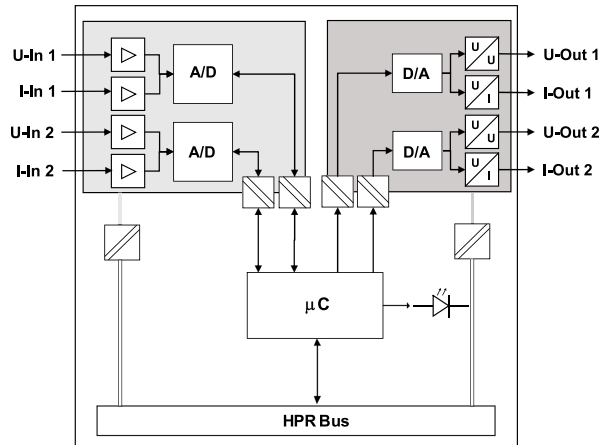 U-In 1
I-In 1
U-In 2
I-In 2
A/D
A/D
D/A
D/A
U
U
U
I
U
U
U
I
U-Out 1
I-Out 1
U-Out 2
I-Out 2
μC
HPR Bus